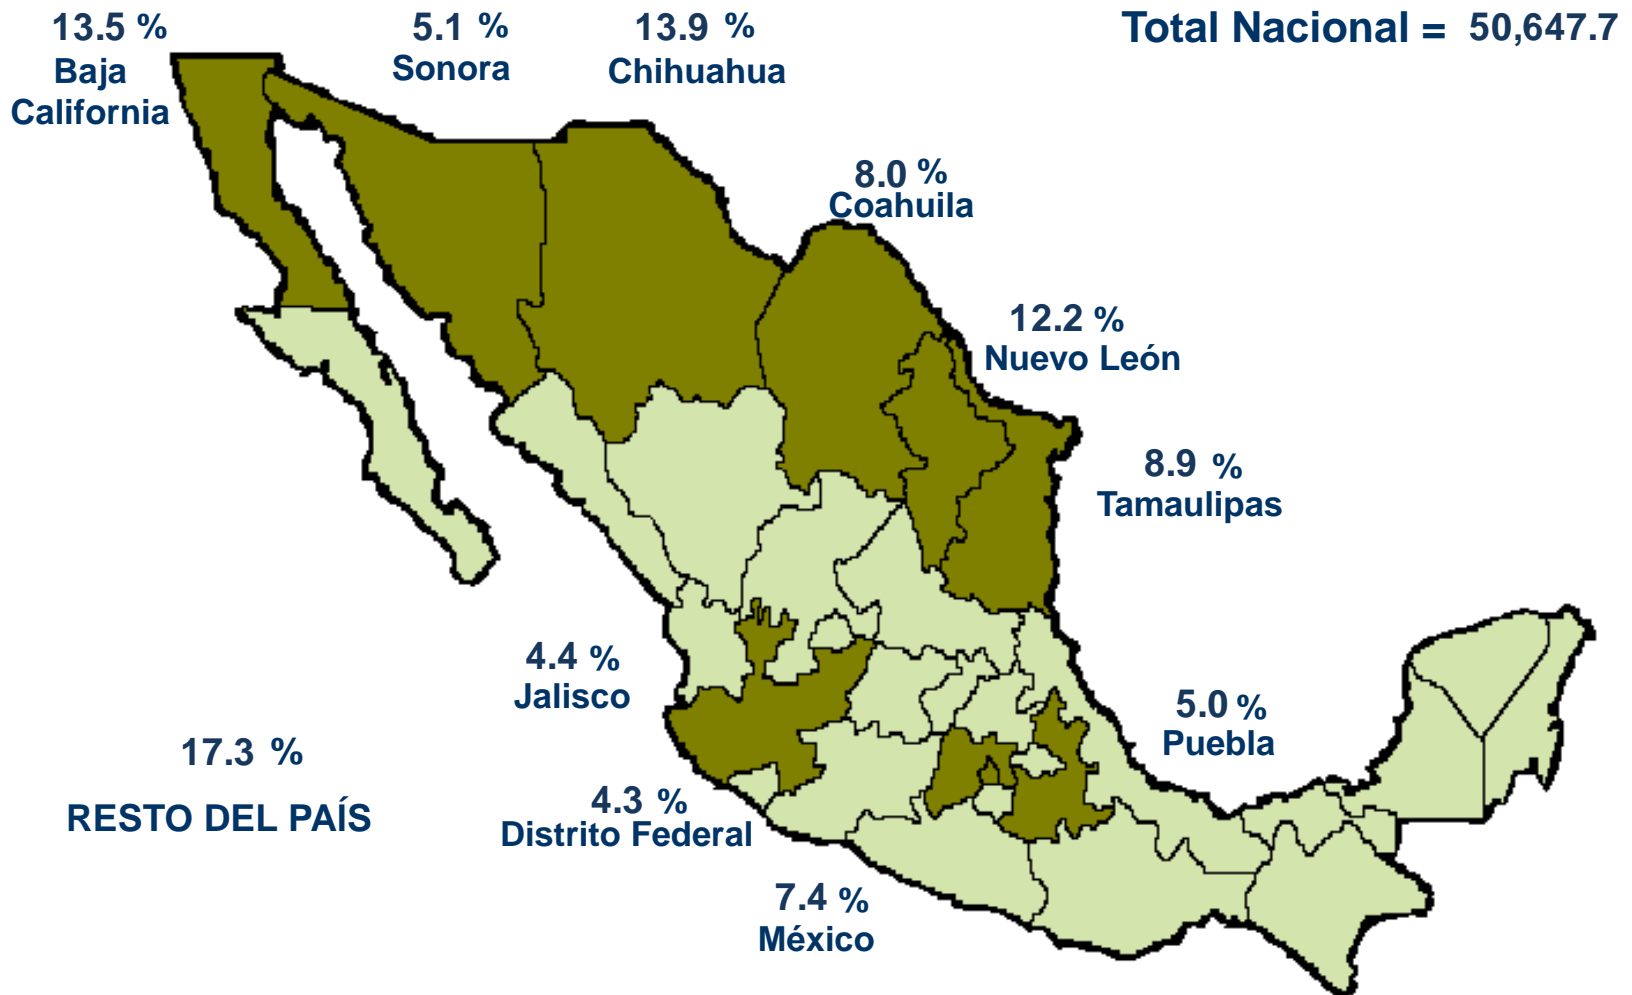 13.5 %
Baja
California
5.1 %
Sonora
13.9 %
Chihuahua
Total Nacional = 50,647.7
8.0 %
Coahuila
12.2 %
Nuevo León
8.9 %
Tamaulipas
4.4 %
Jalisco
5.0 %
Puebla
17.3 %
RESTO DEL PAÍS
4.3 %
Distrito Federal
7.4 %
México